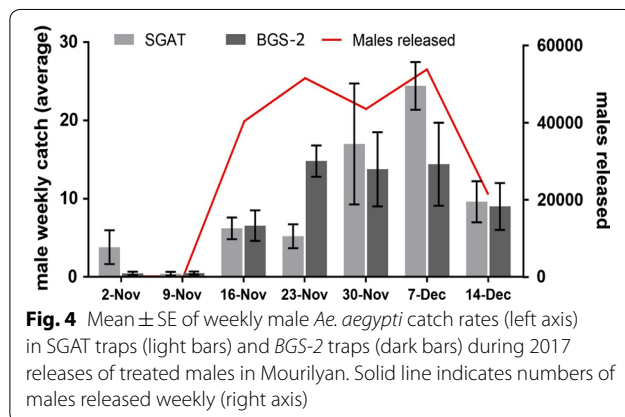 SGAT BGS-2 Males released
30
20
10
0
male weekly catch (average)
60000
40000
20000
0
males released
2-Nov 9-Nov 16-Nov 23-Nov 30-Nov 7-Dec 14-Dec
Fig. 4 Mean ± SE of weekly male Ae. aegypti catch rates (left axis)
in SGAT traps (light bars) and BGS-2 traps (dark bars) during 2017
releases of treated males in Mourilyan. Solid line indicates numbers of
males released weekly (right axis)